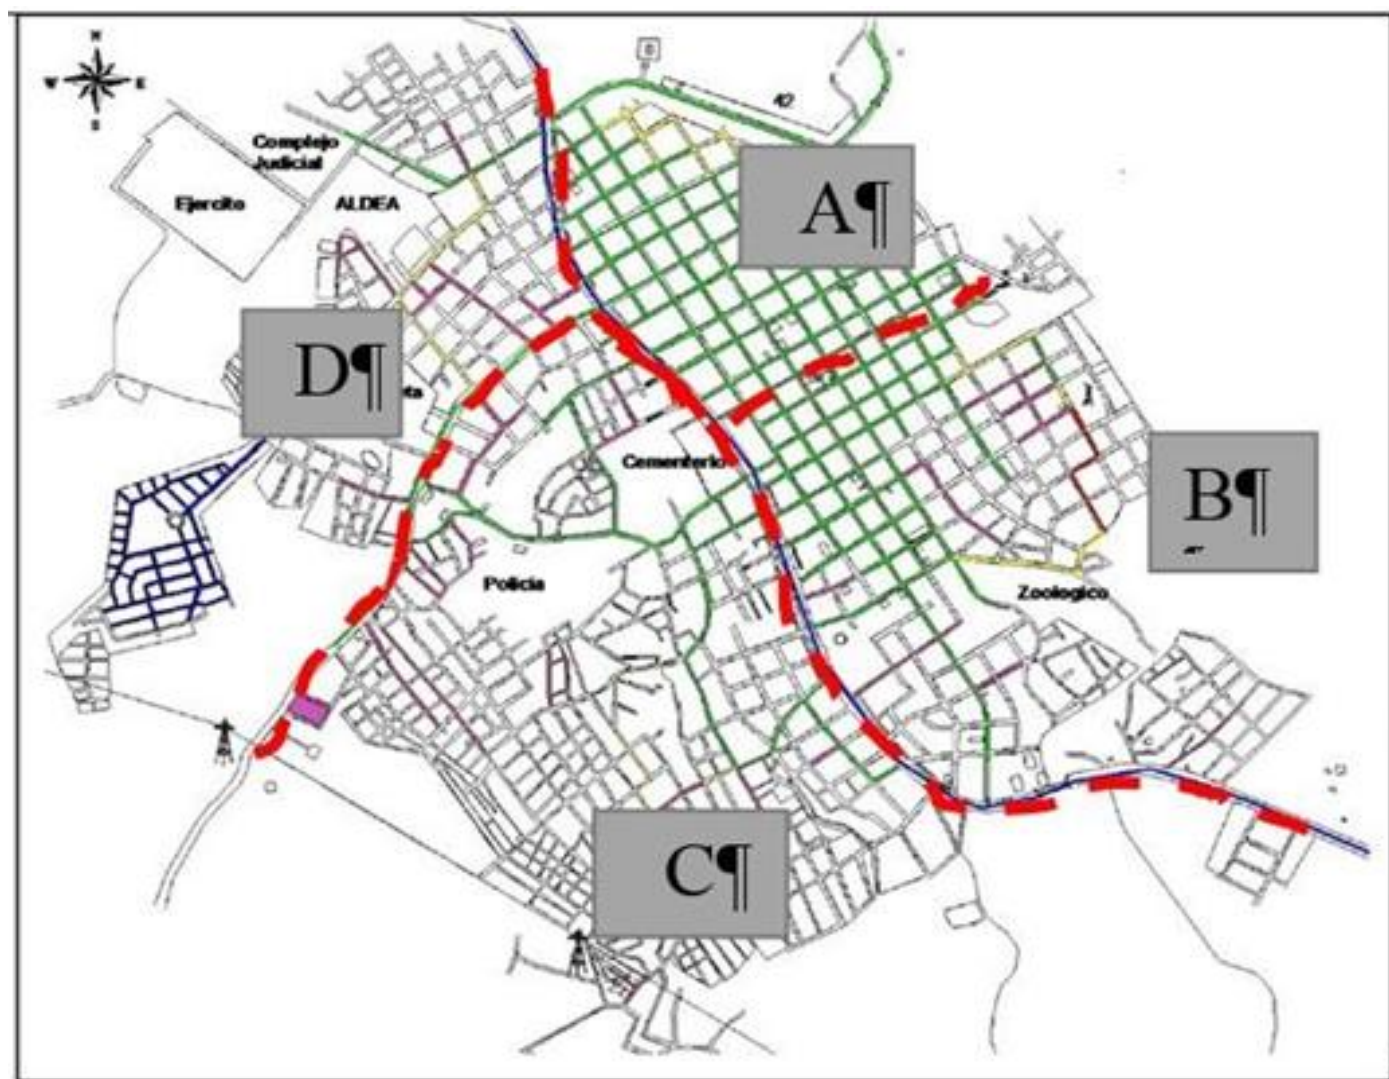 N
W E
S
Complejo
Judicial
Ejercito
ALDEA
A¶
D¶
B¶
Cementerio
Policia
Zoologico
C¶